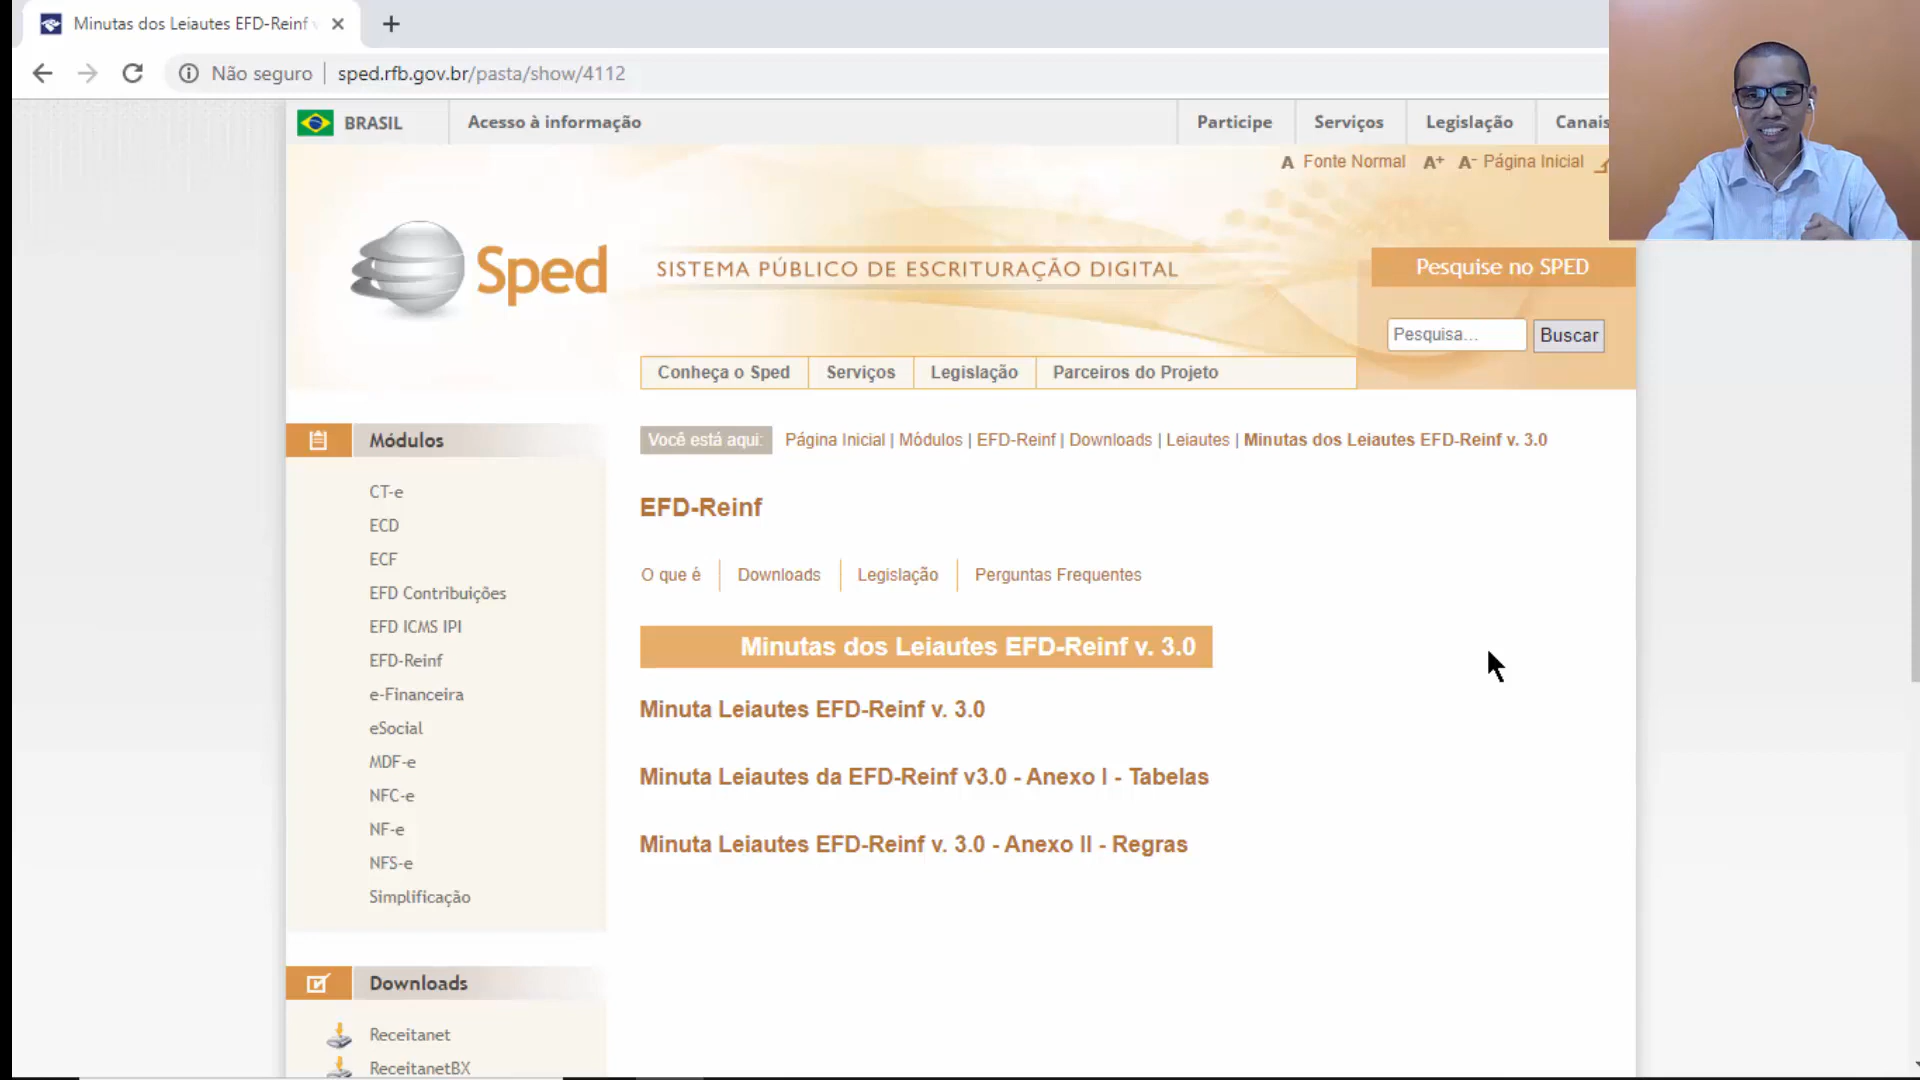 Minutas dos Leiautes EFD-Reinf v
Não seguro
sped.rfb.gov.br/pasta/show/4112
BRASIL
Acesso à informação
Participe
Serviços
Legislação
Canais
A Fonte Normal A+ A- Página Inicial
Sped
SISTEMA PÚBLICO DE ESCRITURAÇÃO DIGITAL
Pesquise no SPED
Pesquisa...
Buscar
Conheça o Sped
Serviços
Legislação
Parceiros do Projeto
Módulos
CT-e
ECD
ECF
EFD Contribuições
EFD ICMS IPI
EFD-Reinf
e-Financeira
eSocial
MDF-e
NFC-e
NF-e
NFS-e
Simplificação
Downloads
Receitanet
ReceitanetBX
Você está aqui: Página Inicial | Módulos | EFD-Reinf | Downloads | Leiautes | Minutas dos Leiautes EFD-Reinf v. 3.0
EFD-Reinf
O que é
Downloads
Legislação
Perguntas Frequentes
Minutas dos Leiautes EFD-Reinf v. 3.0
Minuta Leiautes EFD-Reinf v. 3.0
Minuta Leiautes da EFD-Reinf v3.0 - Anexo I - Tabelas
Minuta Leiautes EFD-Reinf v. 3.0 - Anexo II - Regras